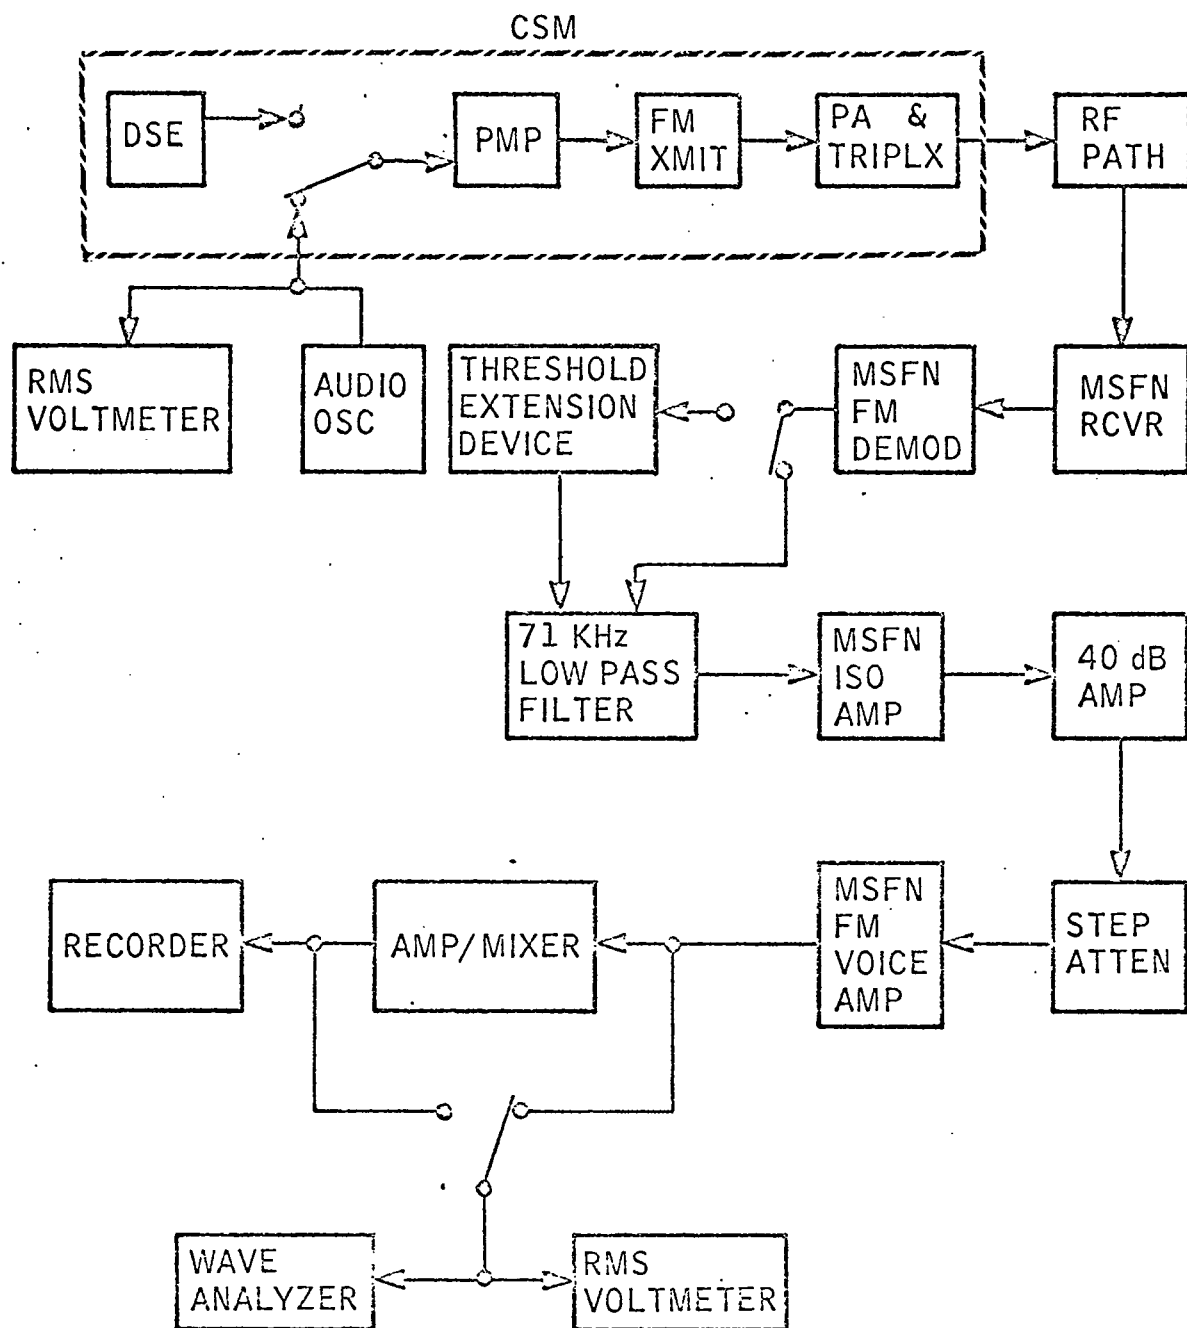 CSM
DSE
PMP
FM
XMIT
PA &
TRIPLX
RF
PATH
RMS
VOLTMETER
AUDIO
OSC
THRESHOLD
EXTENSION
DEVICE
MSFN
FM
DEMOD
MSFN
RCVR
71 KHz
LOW PASS
FILTER
MSFN
ISO
AMP
40 dB
AMP
RECORDER
AMP/MIXER
MSFN
FM
VOICE
AMP
STEP
ATTEN
WAVE
ANALYZER
RMS
VOLTMETER